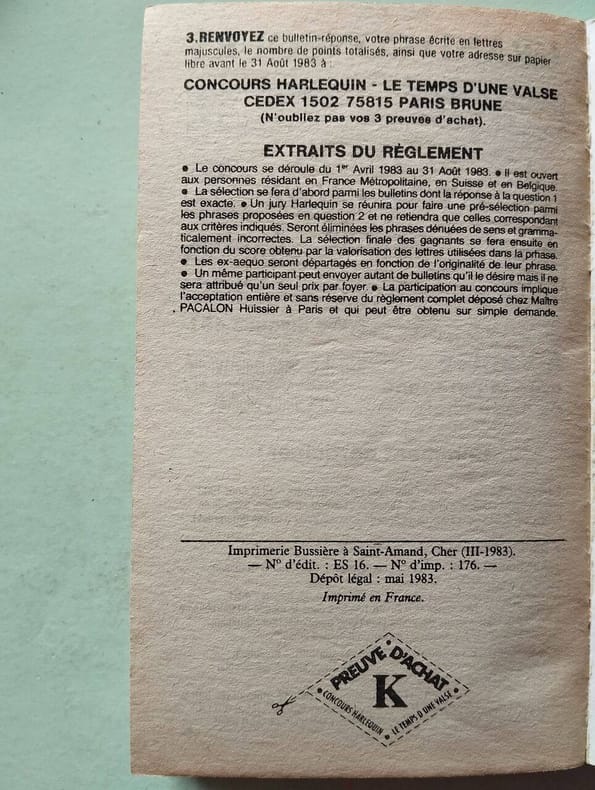 3.RENVOYEZ ce bulletin-réponse, votre phrase écrite en lettres
majuscules, le nombre de points totalisés, ainsi que votre adresse sur papier
libre avant le 31 Août 1983 à :
CONCOURS HARLEQUIN - LE TEMPS D'UNE VALSE
CEDEX 1502 75815 PARIS BRUNE
(N'oubliez pas vos 3 preuves d'achat).
EXTRAITS DU RÈGLEMENT
• Le concours se déroule du 1er Avril 1983 au 31 Août 1983. • Il est ouvert
aux personnes résidant en France Métropolitaine, en Suisse et en Belgique.
• La sélection se fera d'abord parmi les bulletins dont la réponse à la question 1
est exacte. • Un jury Harlequin se réunira pour faire une pré-sélection parmi
les phrases proposées en question 2 et ne retiendra que celles correspondant
aux critères indiqués. Seront éliminées les phrases dénuées de sens et gramma-
ticalement incorrectes. La sélection finale des gagnants se fera ensuite en
fonction du score obtenu par la valorisation des lettres utilisées dans la prhase.
• Les ex-aequo seront départagés en fonction de l'originalité de leur phrase.
• Un même participant peut envoyer autant de bulletins qu'il le désire mais il ne
sera attribué qu'un seul prix par foyer. • La participation au concours implique
l'acceptation entière et sans réserve du règlement complet déposé chez Maître
PACALON Huissier à Paris et qui peut être obtenu sur simple demande.
Imprimerie Bussière à Saint-Amand, Cher (III-1983).
— N° d'édit. : ES 16. — N° d'imp. : 176. —
Dépôt légal : mai 1983.
Imprimé en France.
PREUVE D'ACHAT
K
CONCOURS HARLEQUIN • LE TEMPS D'UNE VALSE